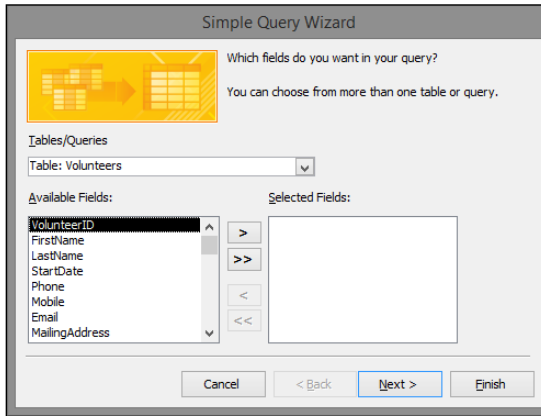 Simple Query Wizard
Which fields do you want in your query?
You can choose from more than one table or query.
Tables/Queries
Table: Volunteers
Available Fields:
Selected Fields:
VolunteerID
FirstName
LastName
StartDate
Phone
Mobile
Email
MailingAddress
>
>>
<
<<
Cancel
< Back
Next >
Finish